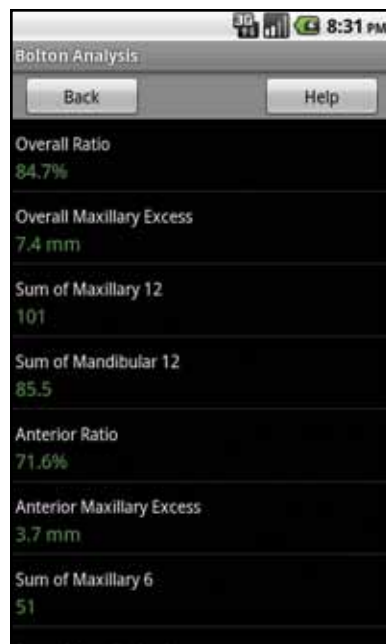 8:31 PM
Bolton Analysis
Back Help
Overall Ratio
84.7%
Overall Maxillary Excess
7.4 mm
Sum of Maxillary 12
101
Sum of Mandibular 12
85.5
Anterior Ratio
71.6%
Anterior Maxillary Excess
3.7 mm
Sum of Maxillary 6
51